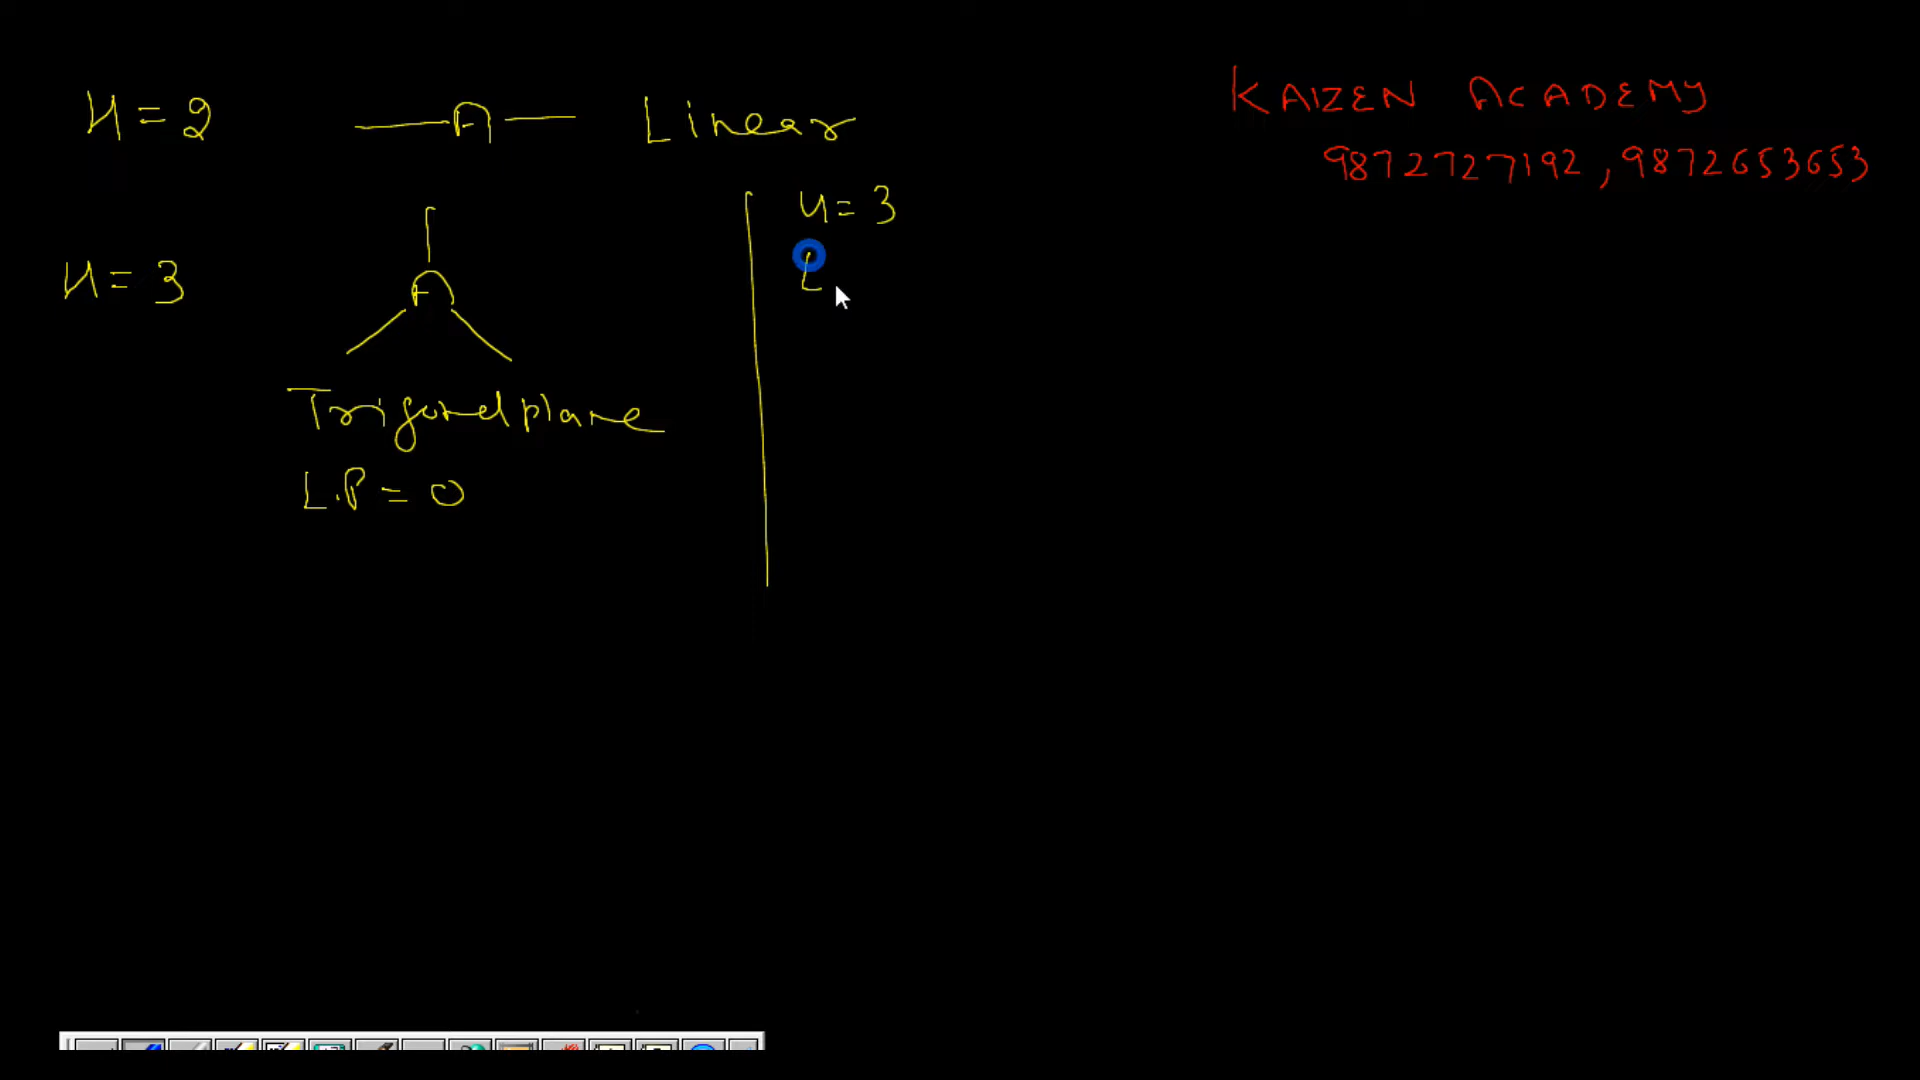 H = 2 —A— Linear
KAIZEN ACADEMY
9872727192, 9872653653
H = 3
A
Trigonal plane
L.P = 0
H = 3
L